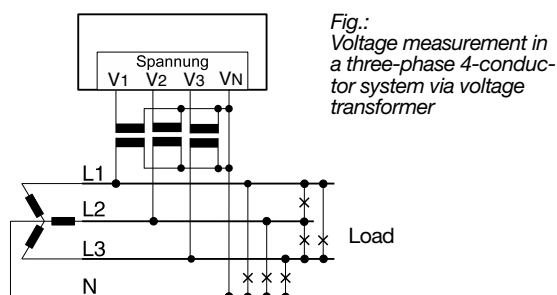 Fig.:
Voltage measurement in
a three-phase 4-conduc-
tor system via voltage
transformer
Spannung
V1 V2 V3 VN
L1
L2
L3
N
Load